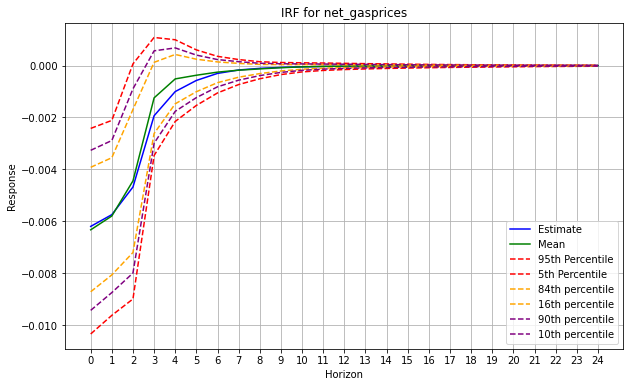 IRF for net_gasprices
0.000
−0.002
−0.004
−0.006
−0.008
−0.010
Response
Estimate
Mean
95th Percentile
5th Percentile
84th percentile
16th percentile
90th percentile
10th percentile
0 1 2 3 4 5 6 7 8 9 10 11 12 13 14 15 16 17 18 19 20 21 22 23 24
Horizon